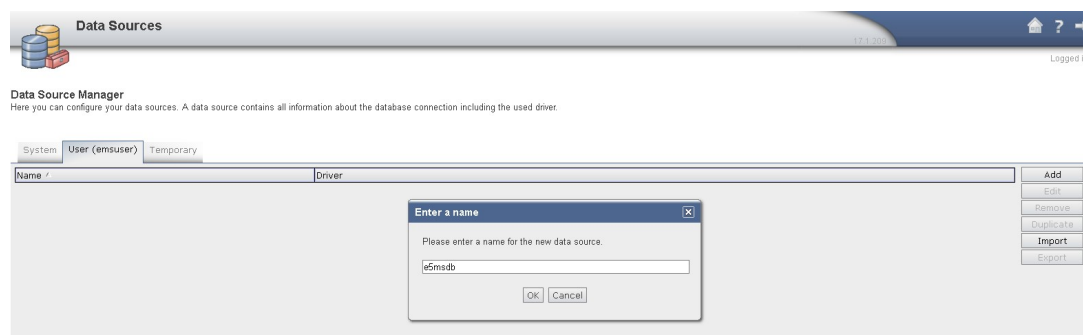 Data Sources
?
17.1.200
Logged i
Data Source Manager
Here you can configure your data sources. A data source contains all information about the database connection including the used driver.
System User (emsuser) Temporary
Name Driver
Add
Edit
Remove
Duplicate
Import
Export
Enter a name
Please enter a name for the new data source.
e5msdb
OK Cancel